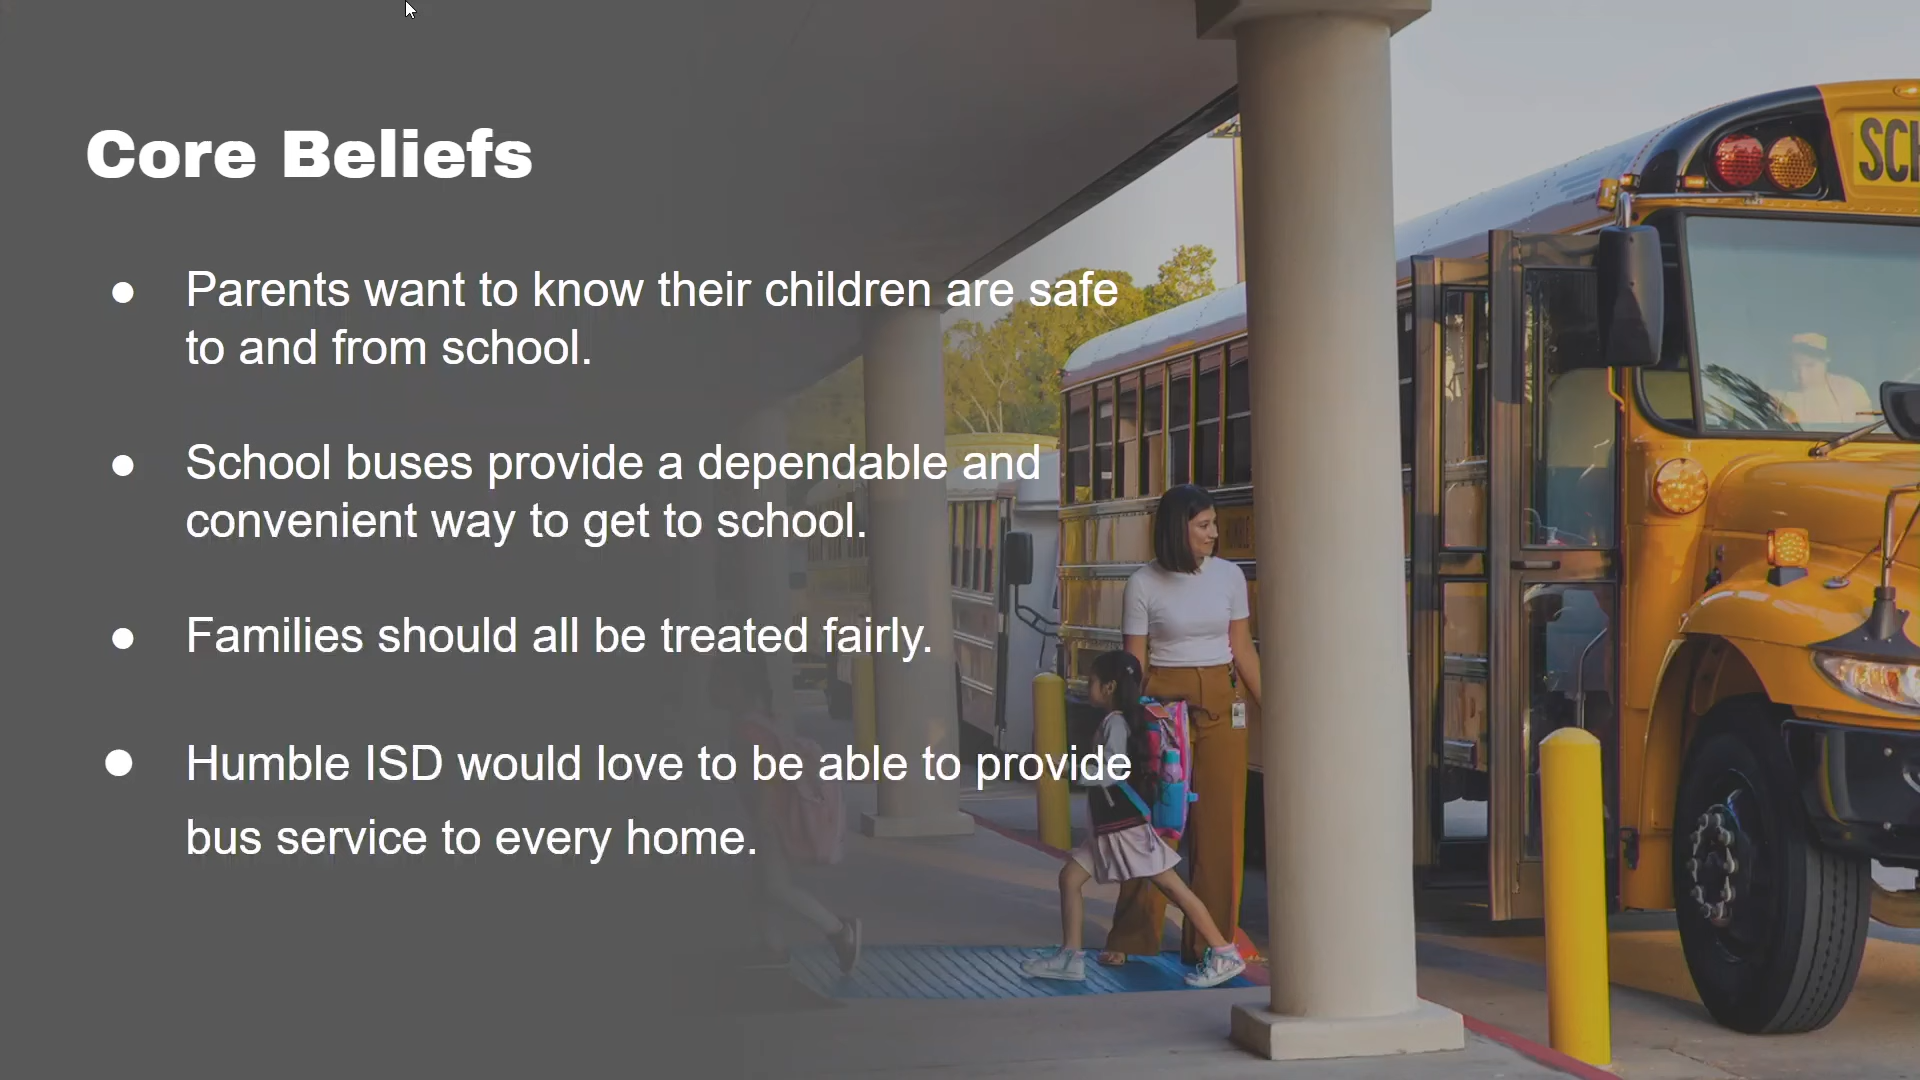 Core Beliefs
● Parents want to know their children are safe
to and from school.
● School buses provide a dependable and
convenient way to get to school.
● Families should all be treated fairly.
● Humble ISD would love to be able to provide
bus service to every home.